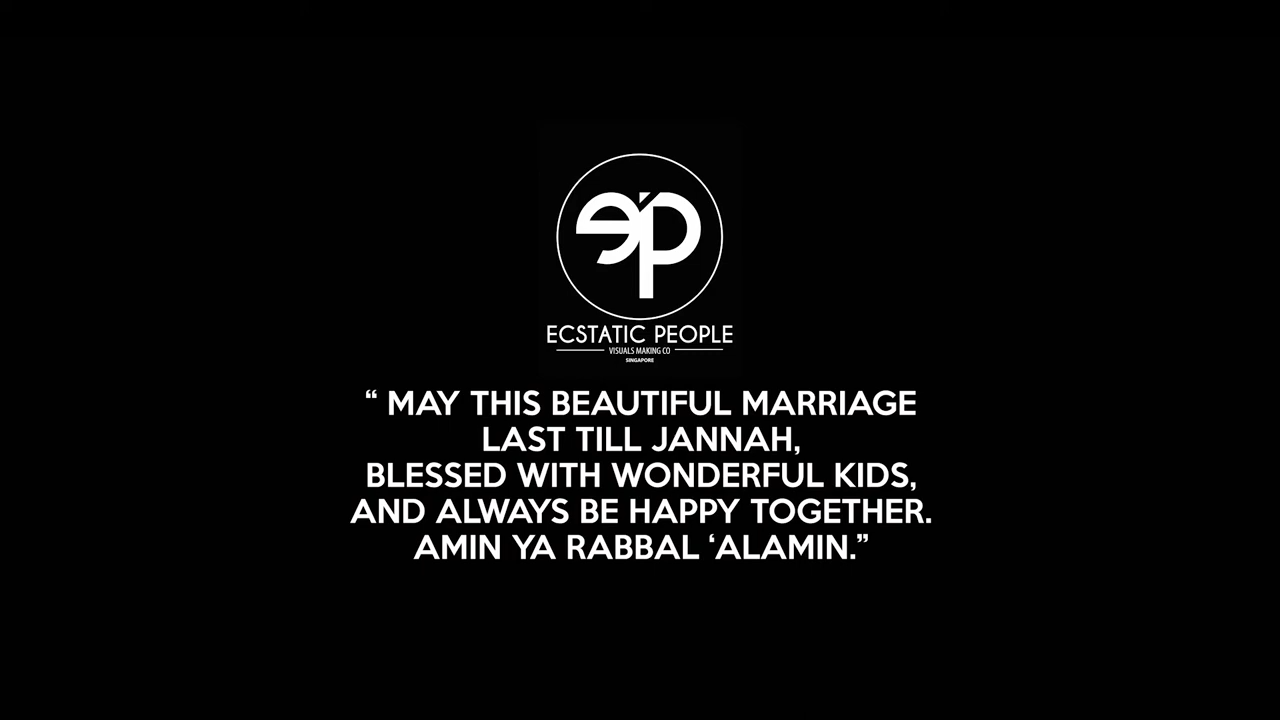 ep
ECSTATIC PEOPLE
VISUALS MAKING CO
SINGAPORE
“ MAY THIS BEAUTIFUL MARRIAGE
LAST TILL JANNAH,
BLESSED WITH WONDERFUL KIDS,
AND ALWAYS BE HAPPY TOGETHER.
AMIN YA RABBAL ‘ALAMIN.”